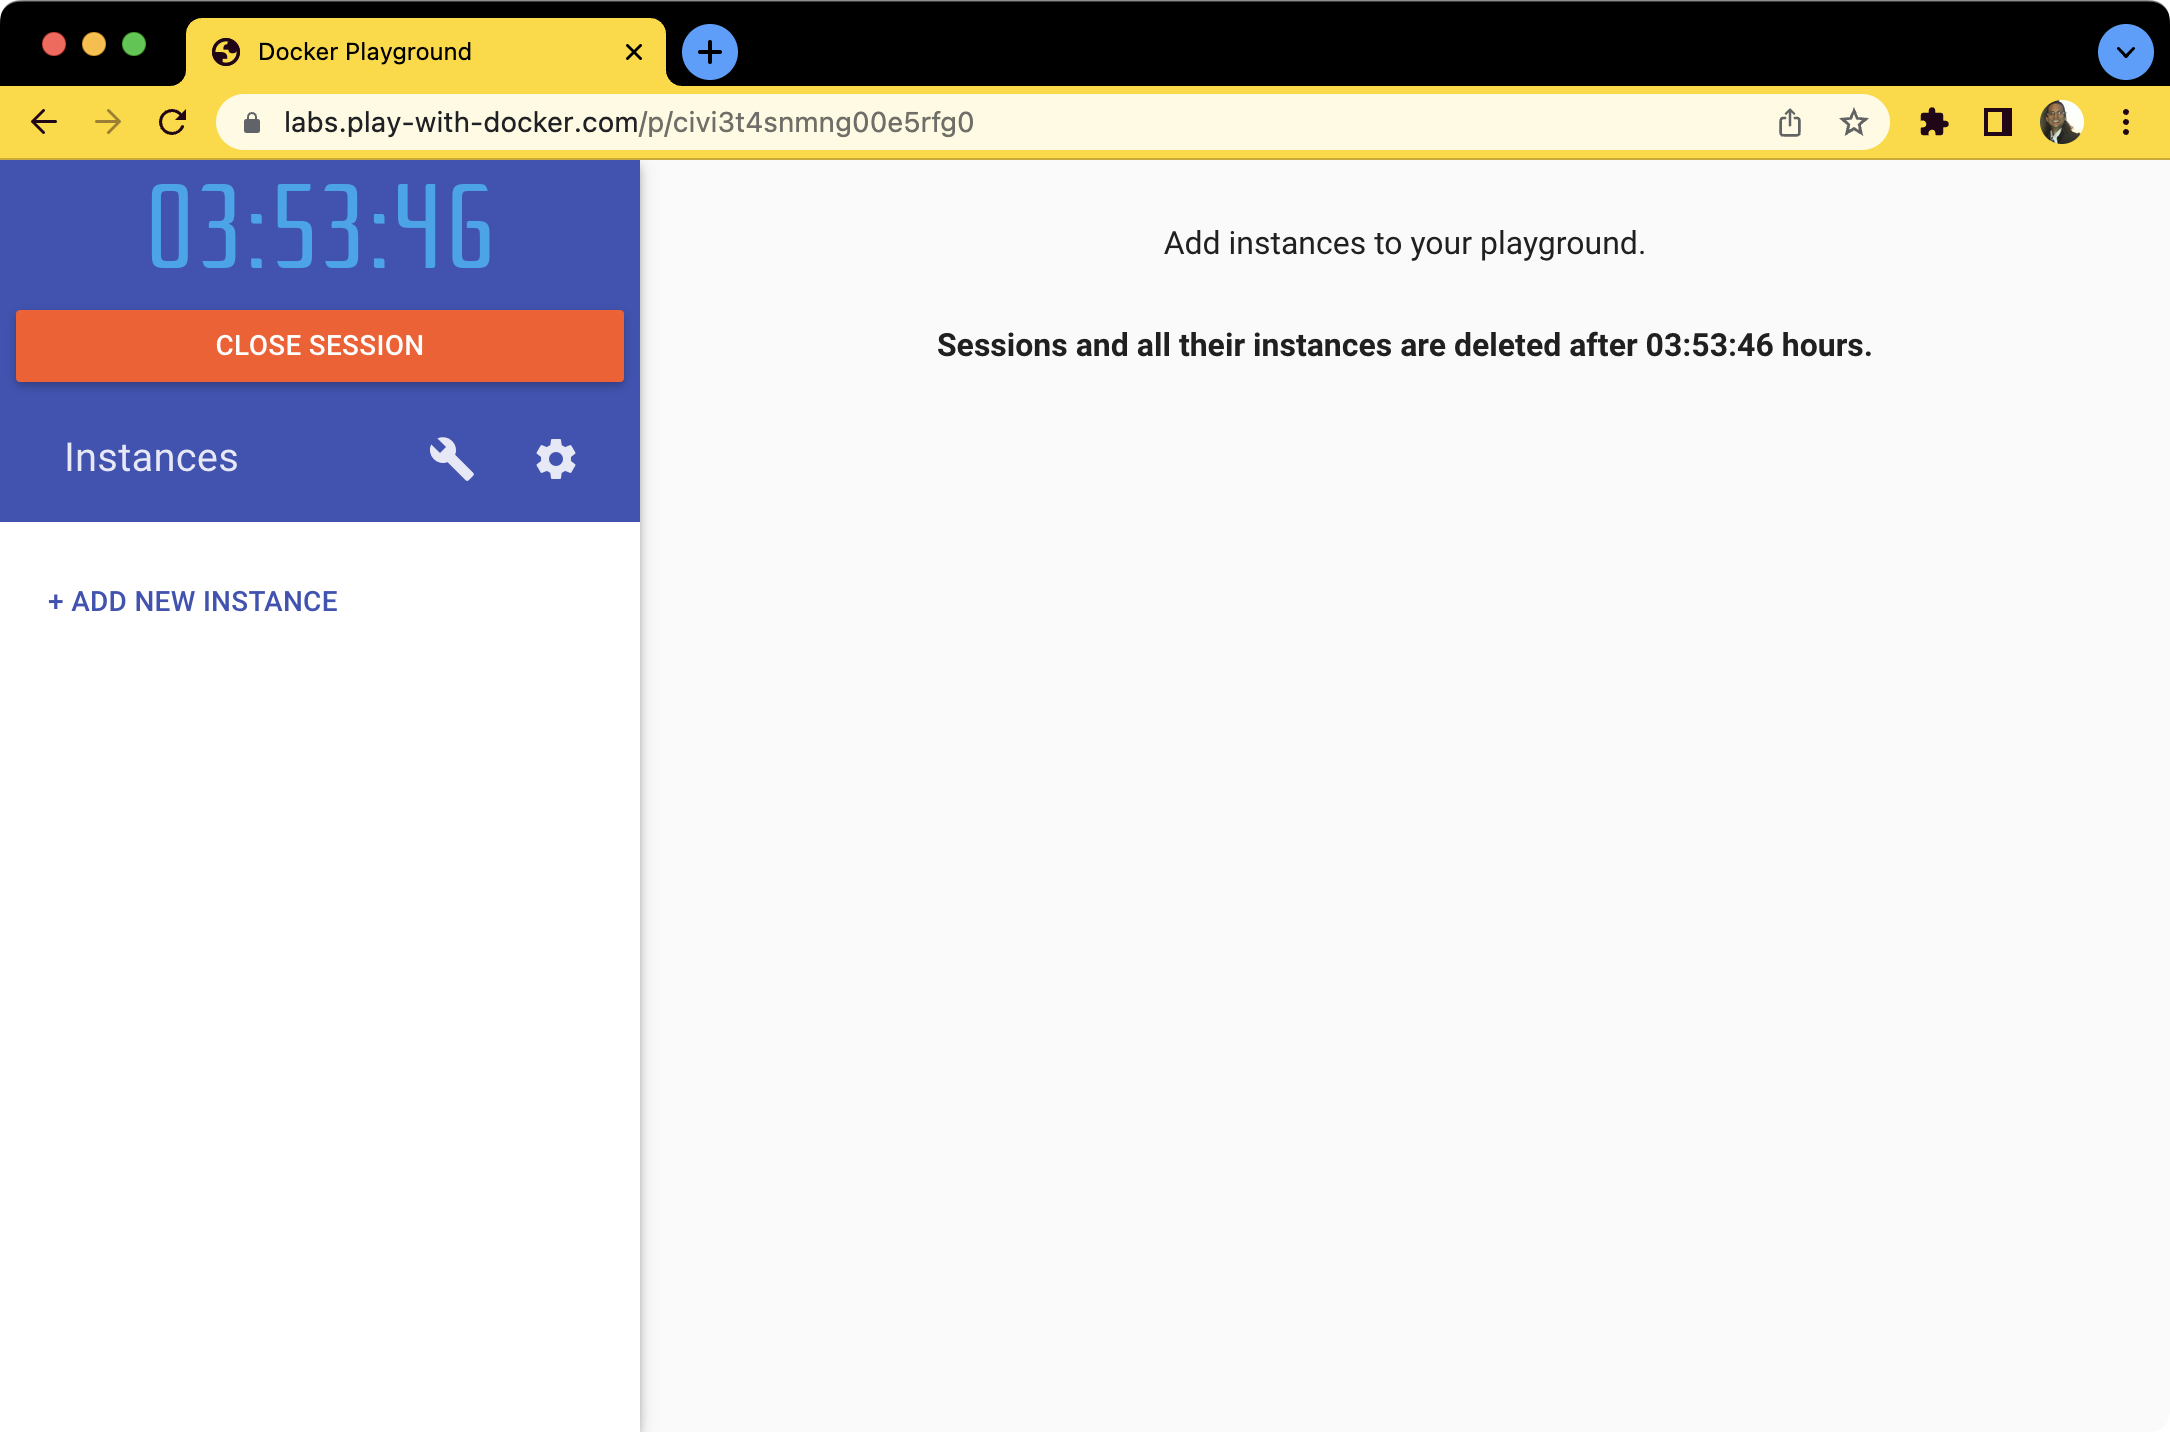 Docker Playground
labs.play-with-docker.com/p/civi3t4snmng00e5rfg0
03:53:46
CLOSE SESSION
Instances
+ ADD NEW INSTANCE
Add instances to your playground.
Sessions and all their instances are deleted after 03:53:46 hours.